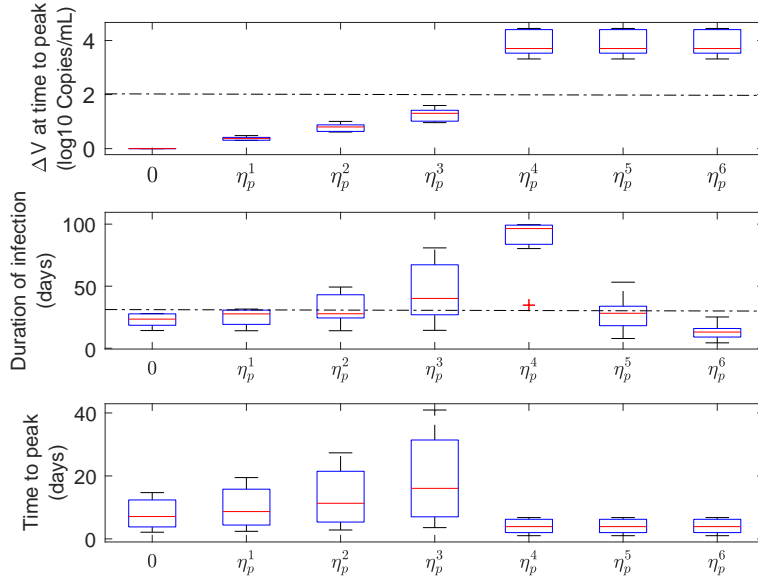 ΔV at time to peak
(log10 Copies/mL)
4
2
0
0 η_p^1 η_p^2 η_p^3 η_p^4 η_p^5 η_p^6
Duration of infection
(days)
100
50
0
0 η_p^1 η_p^2 η_p^3 η_p^4 η_p^5 η_p^6
Time to peak
(days)
40
20
0
0 η_p^1 η_p^2 η_p^3 η_p^4 η_p^5 η_p^6